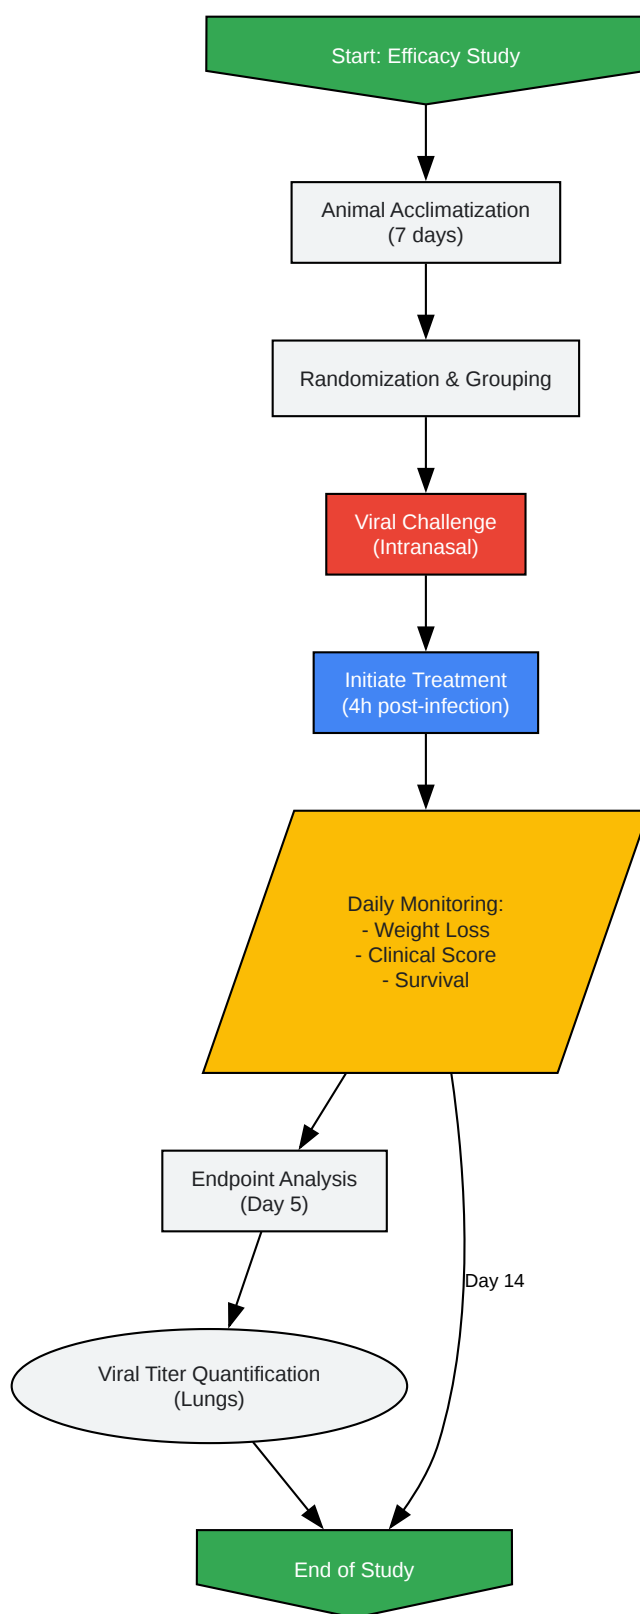 Start: Efficacy Study
Animal Acclimatization
(7 days)
Randomization & Grouping
Viral Challenge
(Intranasal)
Initiate Treatment
(4h post-infection)
Daily Monitoring:
- Weight Loss
- Clinical Score
- Survival
Endpoint Analysis
(Day 5)
Day 14
Viral Titer Quantification
(Lungs)
End of Study